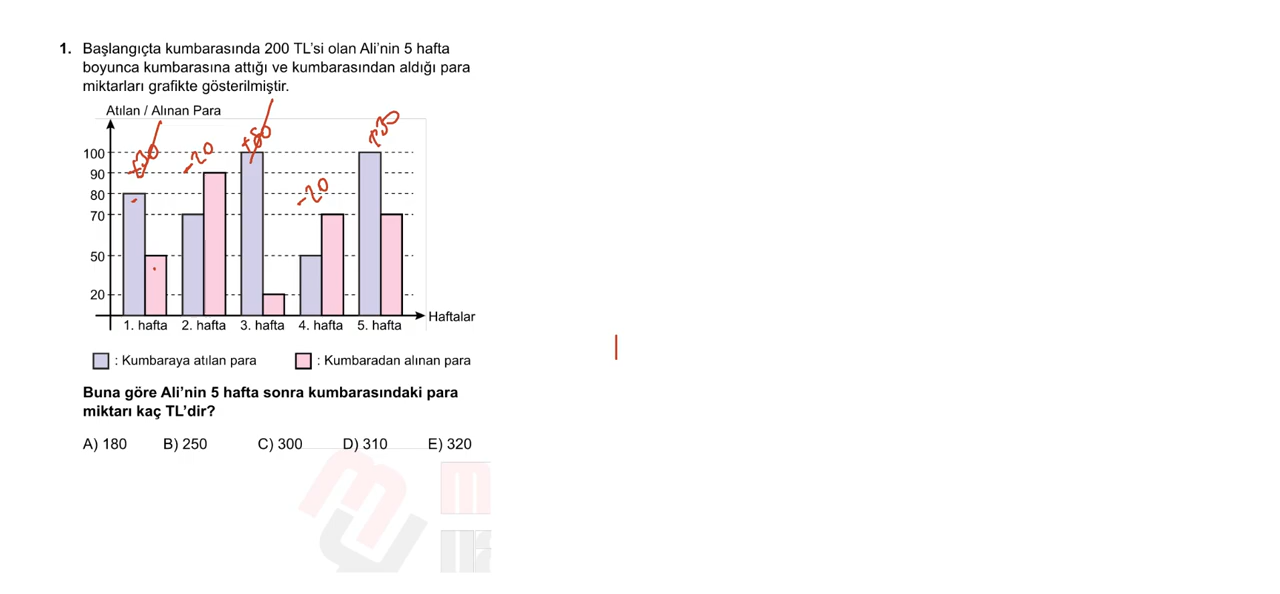 1. Başlangıçta kumbarasında 200 TL'si olan Ali'nin 5 hafta
boyunca kumbarasına attığı ve kumbarasından aldığı para
miktarları grafikte gösterilmiştir.
Atılan / Alınan Para
+30
-20
+80
-20
+30
100
90
80
70
50
20
1. hafta 2. hafta 3. hafta 4. hafta 5. hafta
Haftalar
: Kumbaraya atılan para : Kumbaradan alınan para
Buna göre Ali'nin 5 hafta sonra kumbarasındaki para
miktarı kaç TL'dir?
A) 180 B) 250 C) 300 D) 310 E) 320